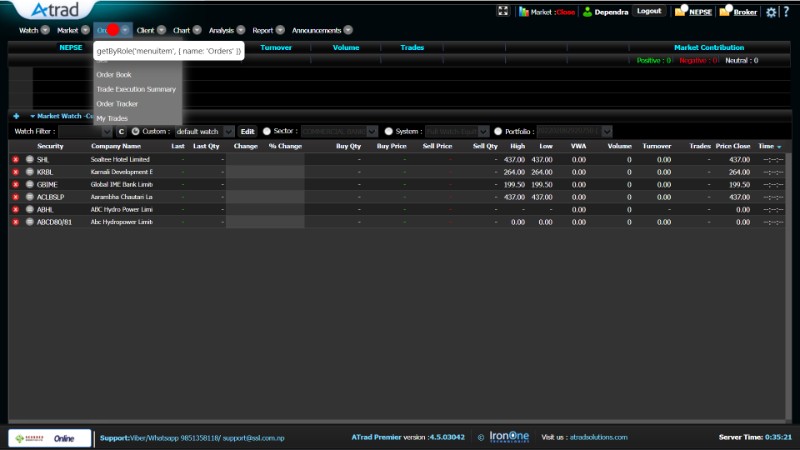 Atrad
Market :Close Dependra Logout NEPSE Broker ?
Watch Market Client Chart Analysis Report Announcements
getByRole('menuitem', { name: 'Orders' })
NEPSE Turnover Volume Trades Market Contribution
Positive : 0 Negative : 0 Neutral : 0
Order Book
Trade Execution Summary
Order Tracker
My Trades
Market Watch
Watch Filter : C Custom : default watch Edit Sector : COMMERCIAL BANKS System : Full Watch-Equity Portfolio :
Security Company Name Last Last Qty Change % Change Buy Qty Buy Price Sell Price Sell Qty High Low VWA Volume Turnover Trades Price Close Time
SHL Soaltee Hotel Limited - - - - - - 437.00 437.00 0.00 0 0.00 - 437.00 --:--:--
KRBL Karnali Development E - - - - - - 264.00 264.00 0.00 0 0.00 - 264.00 --:--:--
GBIME Global IME Bank Limite - - - - - - 199.50 199.50 0.00 0 0.00 - 199.50 --:--:--
ACLBSLP Aarambha Chautari La - - - - - - 437.00 437.00 0.00 0 0.00 - 437.00 --:--:--
ABHL ABC Hydro Power Limi - - - - - - - - 0.00 0 0.00 - 0.00 --:--:--
ABCD80/81 Abc Hydropower Limit - - - - - - 0.00 0.00 0.00 0 0.00 - 0.00 --:--:--
Online Support:Viber/Whatsapp 9851358118/ support@ssl.com.np ATrad Premier version :4.5.03042 © IronOne TECHNOLOGIES Visit us : atradsolutions.com Server Time: 0:35:21